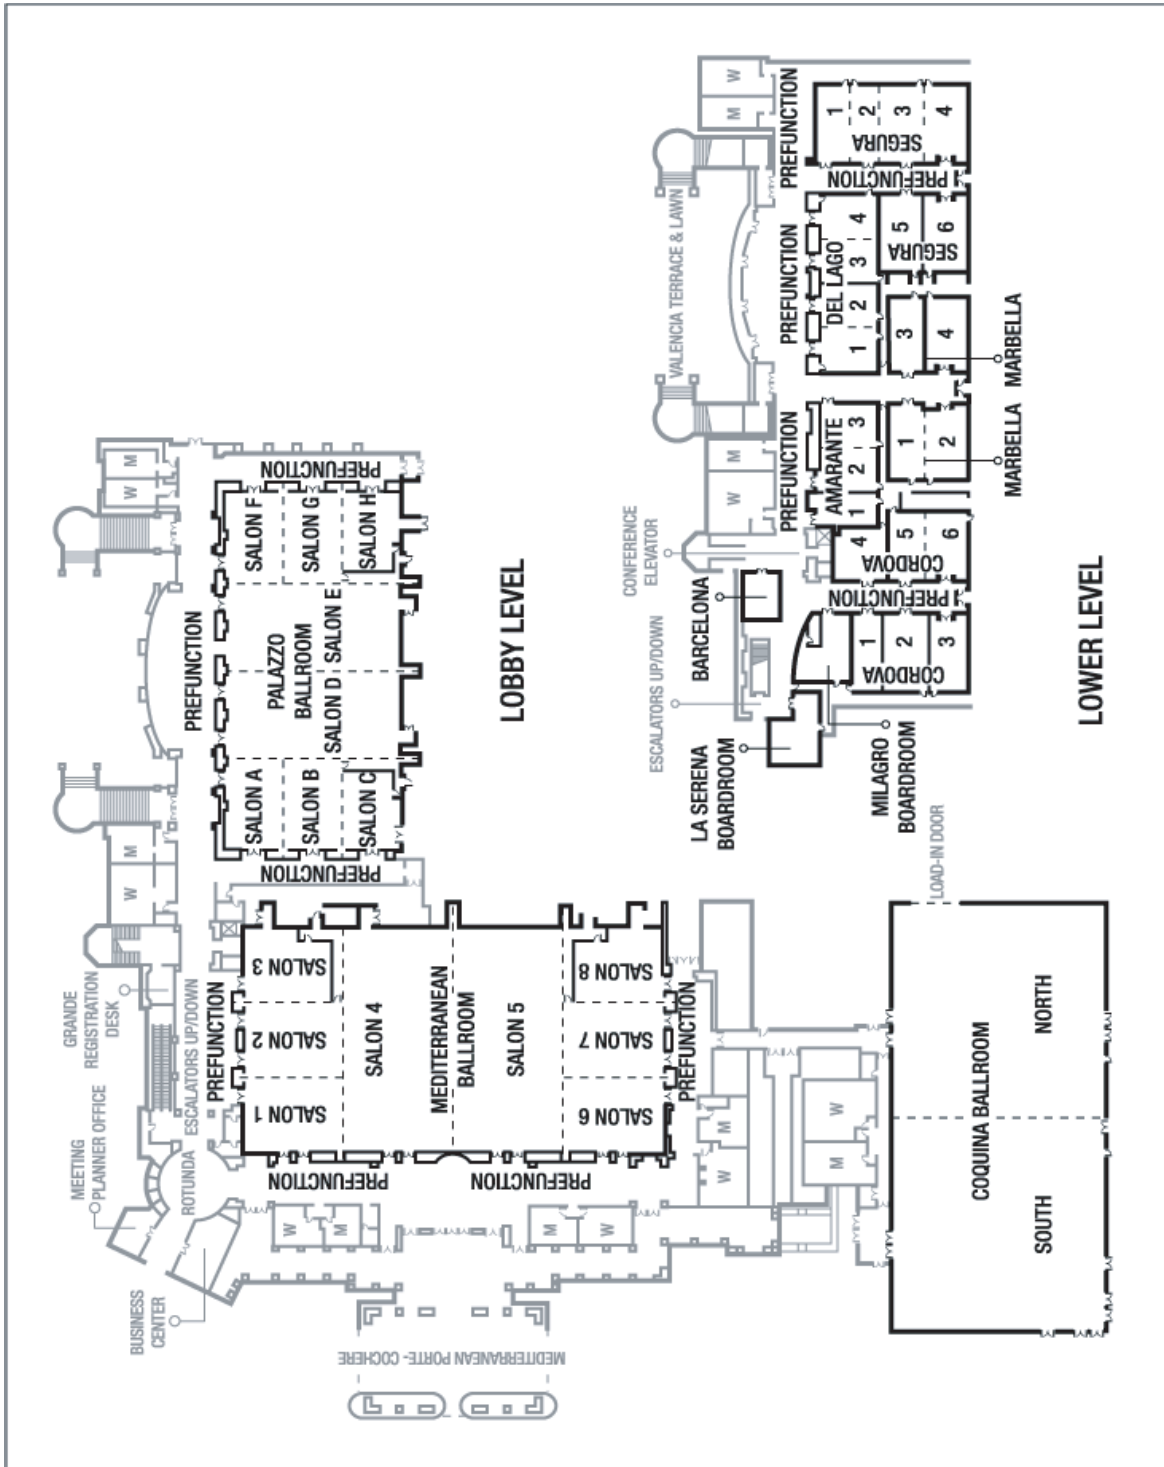 LOBBY LEVEL
MEETING
PLANNER OFFICE
BUSINESS
CENTER
ROTUNDA
GRANDE
REGISTRATION
DESK
ESCALATORS UP/DOWN
W
M
W
M
PREFUNCTION
PREFUNCTION
PALAZZO
BALLROOM
SALON A
SALON B
SALON C
SALON D
SALON E
SALON F
SALON G
SALON H
PREFUNCTION
PREFUNCTION
MEDITERRANEAN
BALLROOM
SALON 1
SALON 2
SALON 3
SALON 4
SALON 5
SALON 6
SALON 7
SALON 8
PREFUNCTION
PREFUNCTION
PREFUNCTION
PREFUNCTION
W
M
M
W
MEDITERRANEAN PORTE- COCHERE
W
M
M
W
COQUINA BALLROOM
SOUTH
NORTH
LOAD-IN DOOR
LOWER LEVEL
VALENCIA TERRACE & LAWN
M
W
W
M
CONFERENCE
ELEVATOR
ESCALATORS UP/DOWN
BARCELONA
LA SERENA
BOARDROOM
MILAGRO
BOARDROOM
CORDOVA
1
2
3
PREFUNCTION
CORDOVA
4
5
6
PREFUNCTION
AMARANTE
1
2
3
MARBELLA
1
2
MARBELLA
3
4
PREFUNCTION
DEL LAGO
1
2
3
4
SEGURA
5
6
PREFUNCTION
PREFUNCTION
SEGURA
1
2
3
4